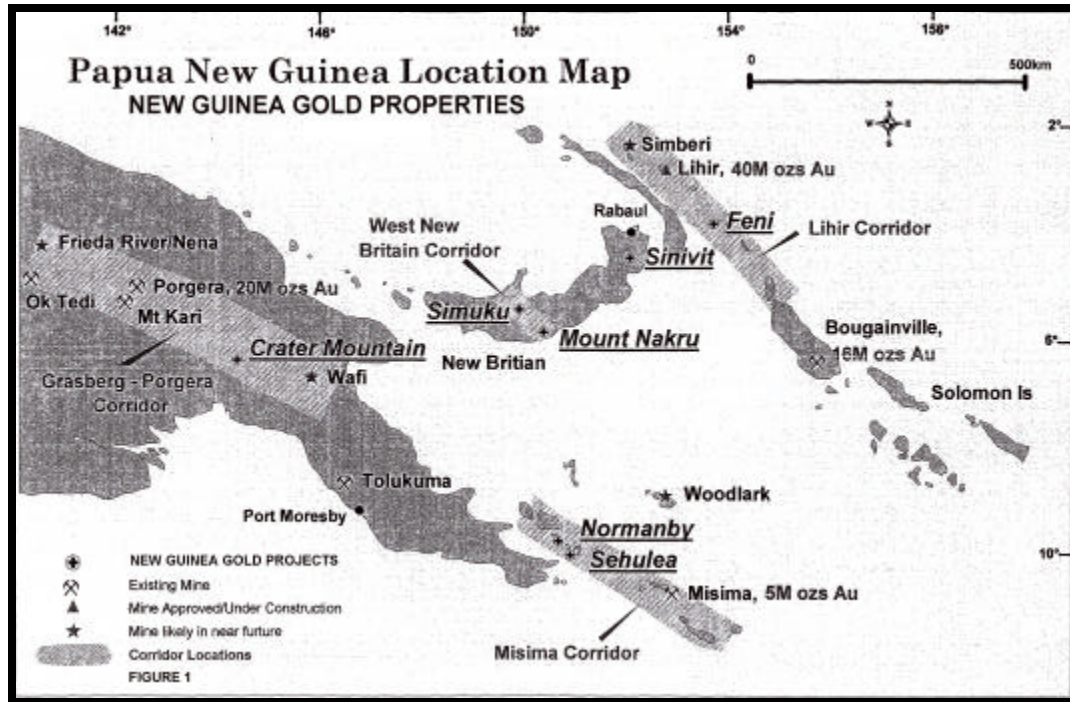 142°
146°
150°
154°
156°
Papua New Guinea Location Map
NEW GUINEA GOLD PROPERTIES
0
500km
N
W
E
S
2°
Simberi
Lihir, 40M ozs Au
Rabaul
Feni
Lihir Corridor
West New
Britain Corridor
Sinivit
Frieda River/Nena
Porgera, 20M ozs Au
Ok Tedi
Mt Kari
Simuku
Mount Nakru
New Britian
Bougainville,
16M ozs Au
6°
Crater Mountain
Wafi
Grasberg - Porgera
Corridor
Solomon Is
Tolukuma
Port Moresby
Woodlark
Normanby
Sehulea
10°
Misima, 5M ozs Au
Misima Corridor
NEW GUINEA GOLD PROJECTS
Existing Mine
Mine Approved/Under Construction
Mine likely in near furture
Corridor Locations
FIGURE 1